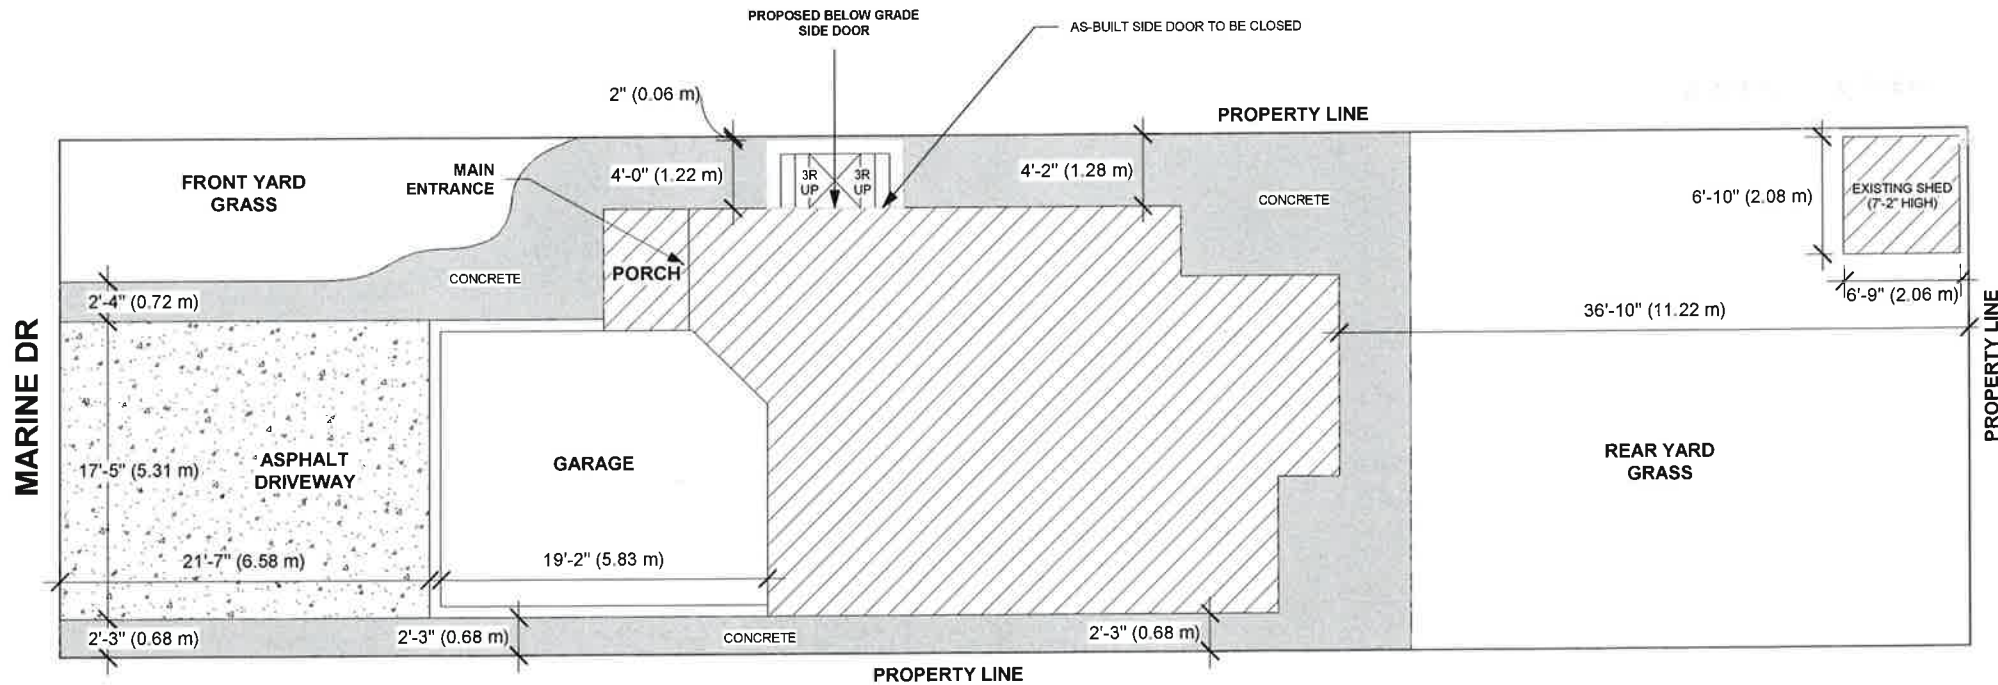 PROPOSED BELOW GRADE
SIDE DOOR
AS-BUILT SIDE DOOR TO BE CLOSED
2" (0.06 m)
PROPERTY LINE
FRONT YARD
GRASS
MAIN
ENTRANCE
4'-0" (1.22 m)
3R
UP
3R
UP
4'-2" (1.28 m)
CONCRETE
6'-10" (2.08 m)
EXISTING SHED
(7'-2" HIGH)
CONCRETE
PORCH
2'-4" (0.72 m)
6'-9" (2.06 m)
36'-10" (11.22 m)
PROPERTY LINE
MARINE DR
17'-5" (5.31 m)
ASPHALT
DRIVEWAY
GARAGE
REAR YARD
GRASS
21'-7" (6.58 m)
19'-2" (5.83 m)
2'-3" (0.68 m)
2'-3" (0.68 m)
CONCRETE
2'-3" (0.68 m)
PROPERTY LINE